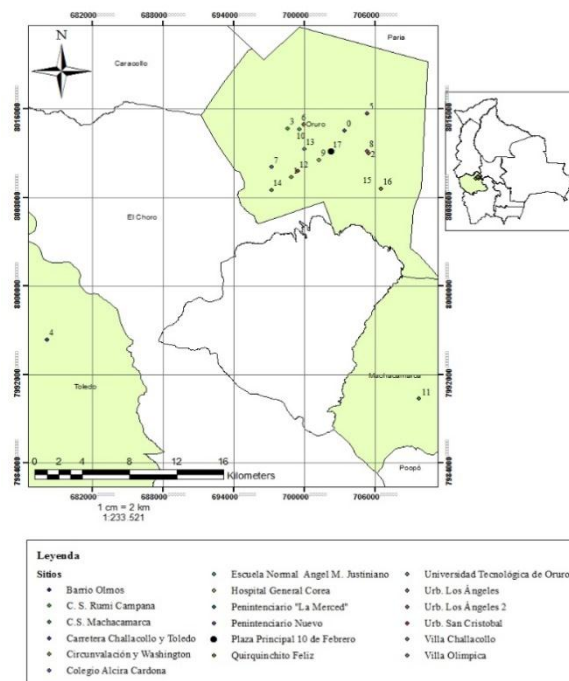 682000 688000 694000 700000 706000
N
Paria
Caracollo
8016000
8016000
5
6
3
Oruro
0
10
13
17
8
9
2
7
12
15
16
14
El Choro
8008000
8000000
8000000
4
7992000
7992000
Machacamarca
Toledo
11
7984000
Poopó
0 2 4 8 12 16
Kilometers
682000 688000 694000 700000 706000
1 cm = 2 km
1:233.521
Leyenda
Sitios
Barrio Olmos
C. S. Rumi Campana
C.S. Machacamarca
Carretera Challacollo y Toledo
Circunvalación y Washington
Colegio Alcira Cardona
Escuela Normal Angel M. Justiniano
Hospital General Corea
Penintenciario "La Merced"
Penintenciario Nuevo
Plaza Principal 10 de Febrero
Quirquinchito Feliz
Universidad Tecnológica de Oruro
Urb. Los Ángeles
Urb. Los Ángeles 2
Urb. San Cristobal
Villa Challacollo
Villa Olimpica